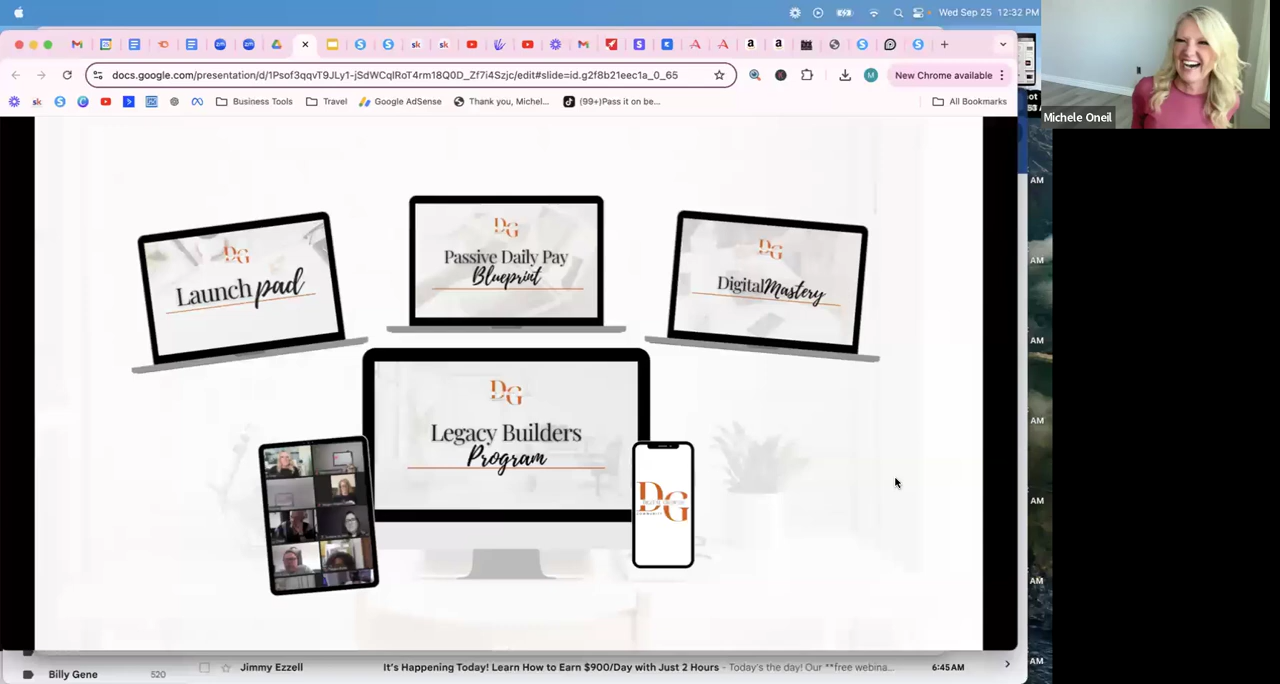 Wed Sep 25 12:32 PM
docs.google.com/presentation/d/1Psof3qqvT9JLy1-jSdWCqlRoT4rm18Q0D_Zf7i4Szjc/edit#slide=id.g2f8b21eec1a_0_65
New Chrome available
Business Tools
Travel
Google AdSense
Thank you, Michel...
(99+)Pass it on be...
All Bookmarks
Michele Oneil
DG
Launch pad
DG
Passive Daily Pay
Blueprint
DG
Digital Mastery
DG
Legacy Builders
Program
DG
AM
AM
AM
AM
AM
AM
AM
Jimmy Ezzell
It's Happening Today! Learn How to Earn $900/Day with Just 2 Hours - Today's the day! Our **free webina...
6:45 AM
Billy Gene
520